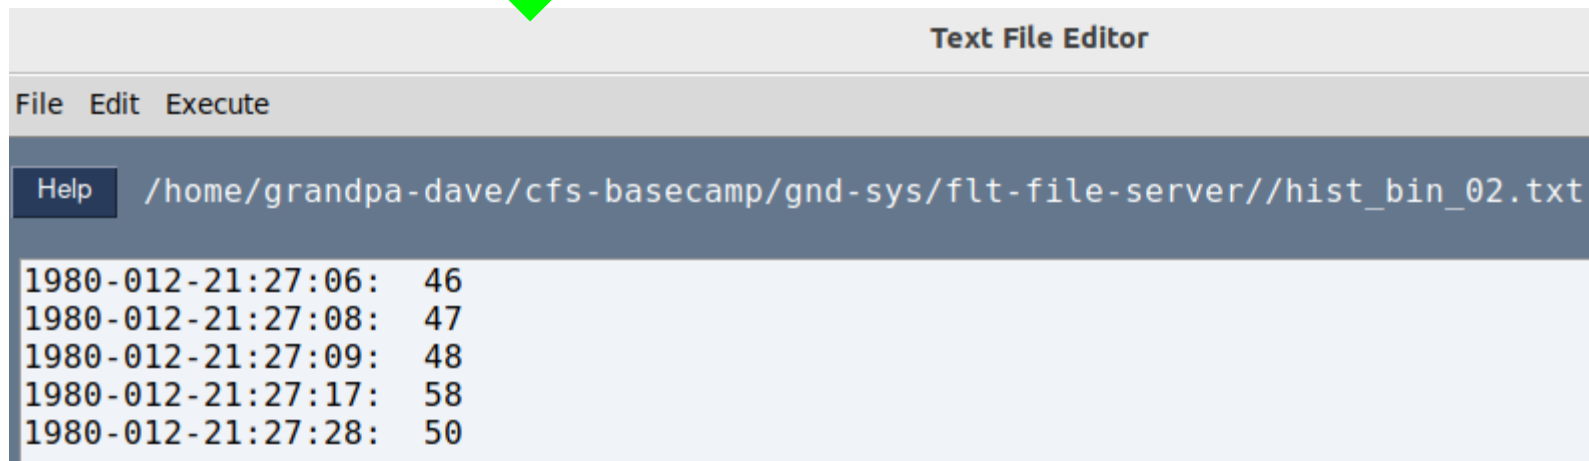 Text File Editor
File Edit Execute
Help /home/grandpa-dave/cfs-basecamp/gnd-sys/flt-file-server//hist_bin_02.txt
1980-012-21:27:06:  46
1980-012-21:27:08:  47
1980-012-21:27:09:  48
1980-012-21:27:17:  58
1980-012-21:27:28:  50